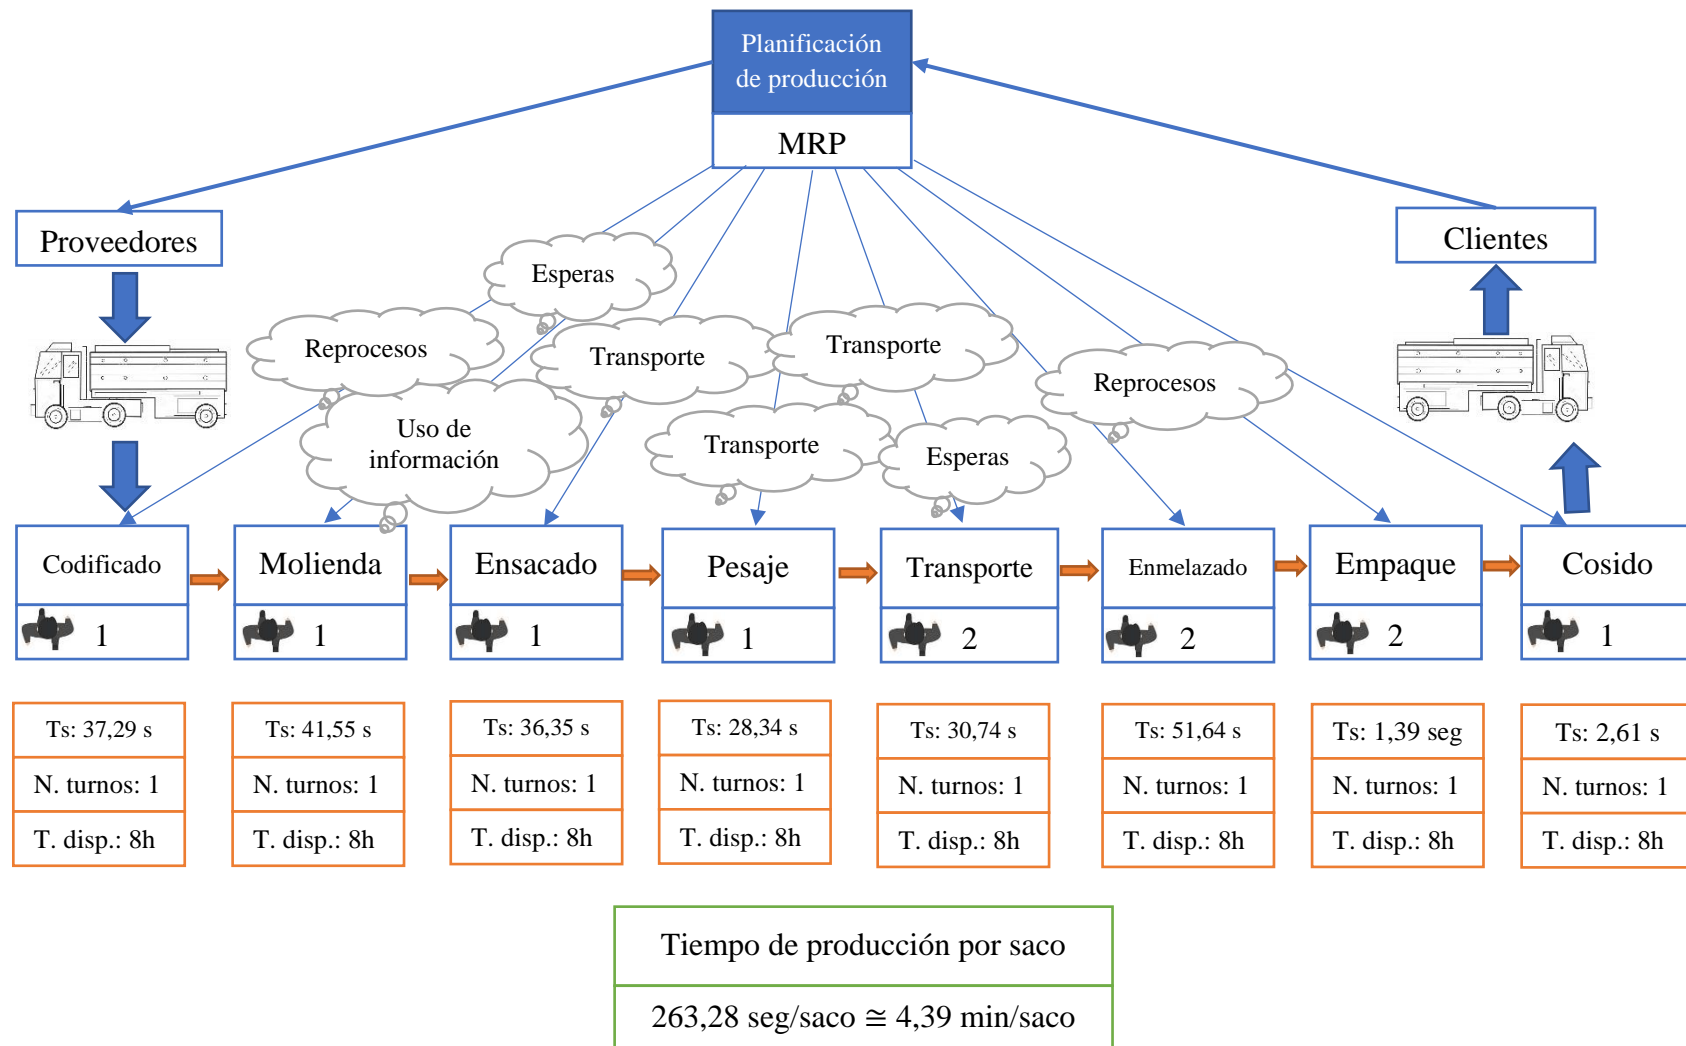 Planificación
de producción
MRP
Proveedores
Clientes
Esperas
Reprocesos
Transporte
Transporte
Reprocesos
Uso de
información
Transporte
Esperas
Codificado
Molienda
Ensacado
Pesaje
Transporte
Enmelazado
Empaque
Cosido
1
1
1
1
2
2
2
1
Ts: 37,29 s
Ts: 41,55 s
Ts: 36,35 s
Ts: 28,34 s
Ts: 30,74 s
Ts: 51,64 s
Ts: 1,39 seg
Ts: 2,61 s
N. turnos: 1
N. turnos: 1
N. turnos: 1
N. turnos: 1
N. turnos: 1
N. turnos: 1
N. turnos: 1
N. turnos: 1
T. disp.: 8h
T. disp.: 8h
T. disp.: 8h
T. disp.: 8h
T. disp.: 8h
T. disp.: 8h
T. disp.: 8h
T. disp.: 8h
Tiempo de producción por saco
263,28 seg/saco ≅ 4,39 min/saco